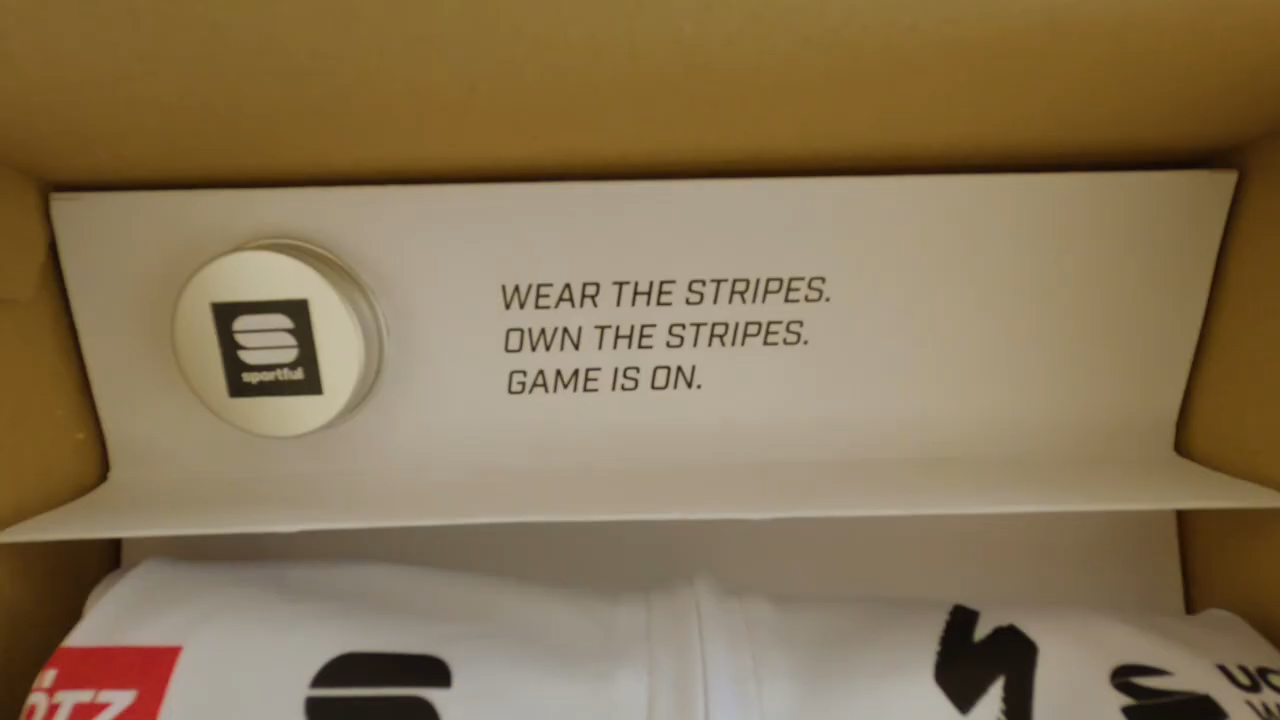 WEAR THE STRIPES.
OWN THE STRIPES.
GAME IS ON.
sportful